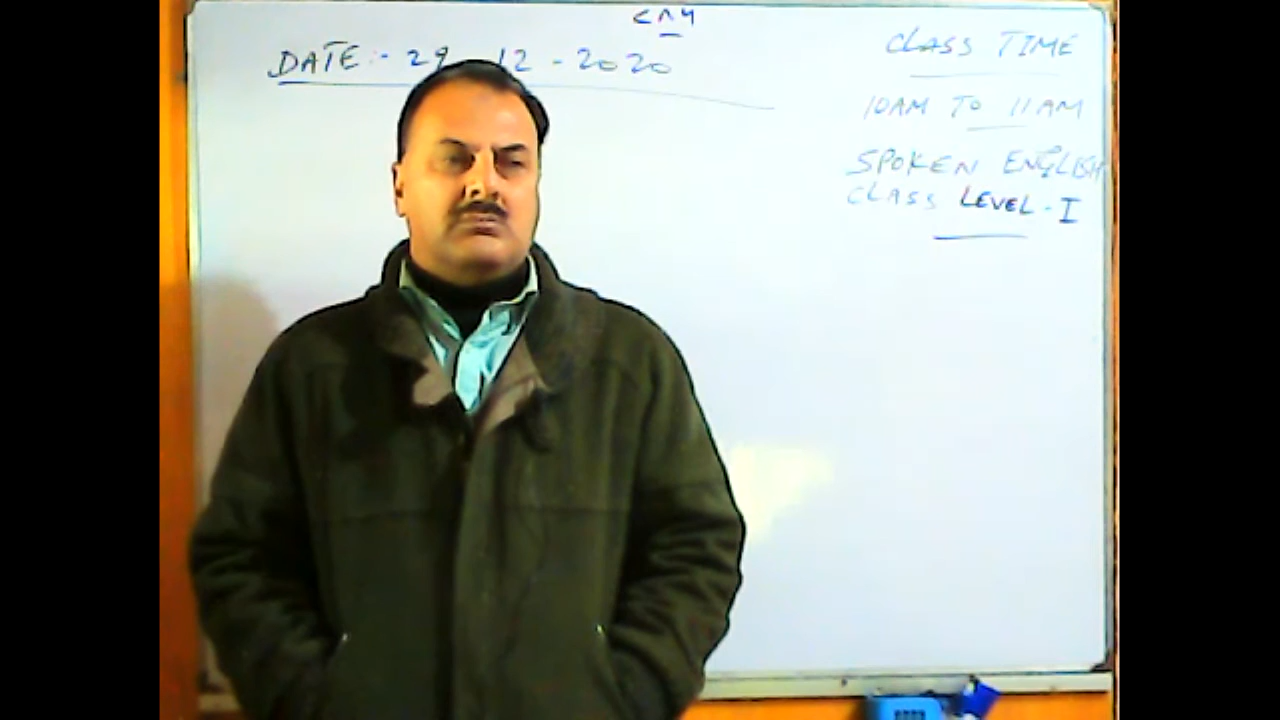 DATE :- 29 - 12 - 2020
CLASS TIME
10AM TO 11AM
SPOKEN ENGLISH
CLASS LEVEL - I